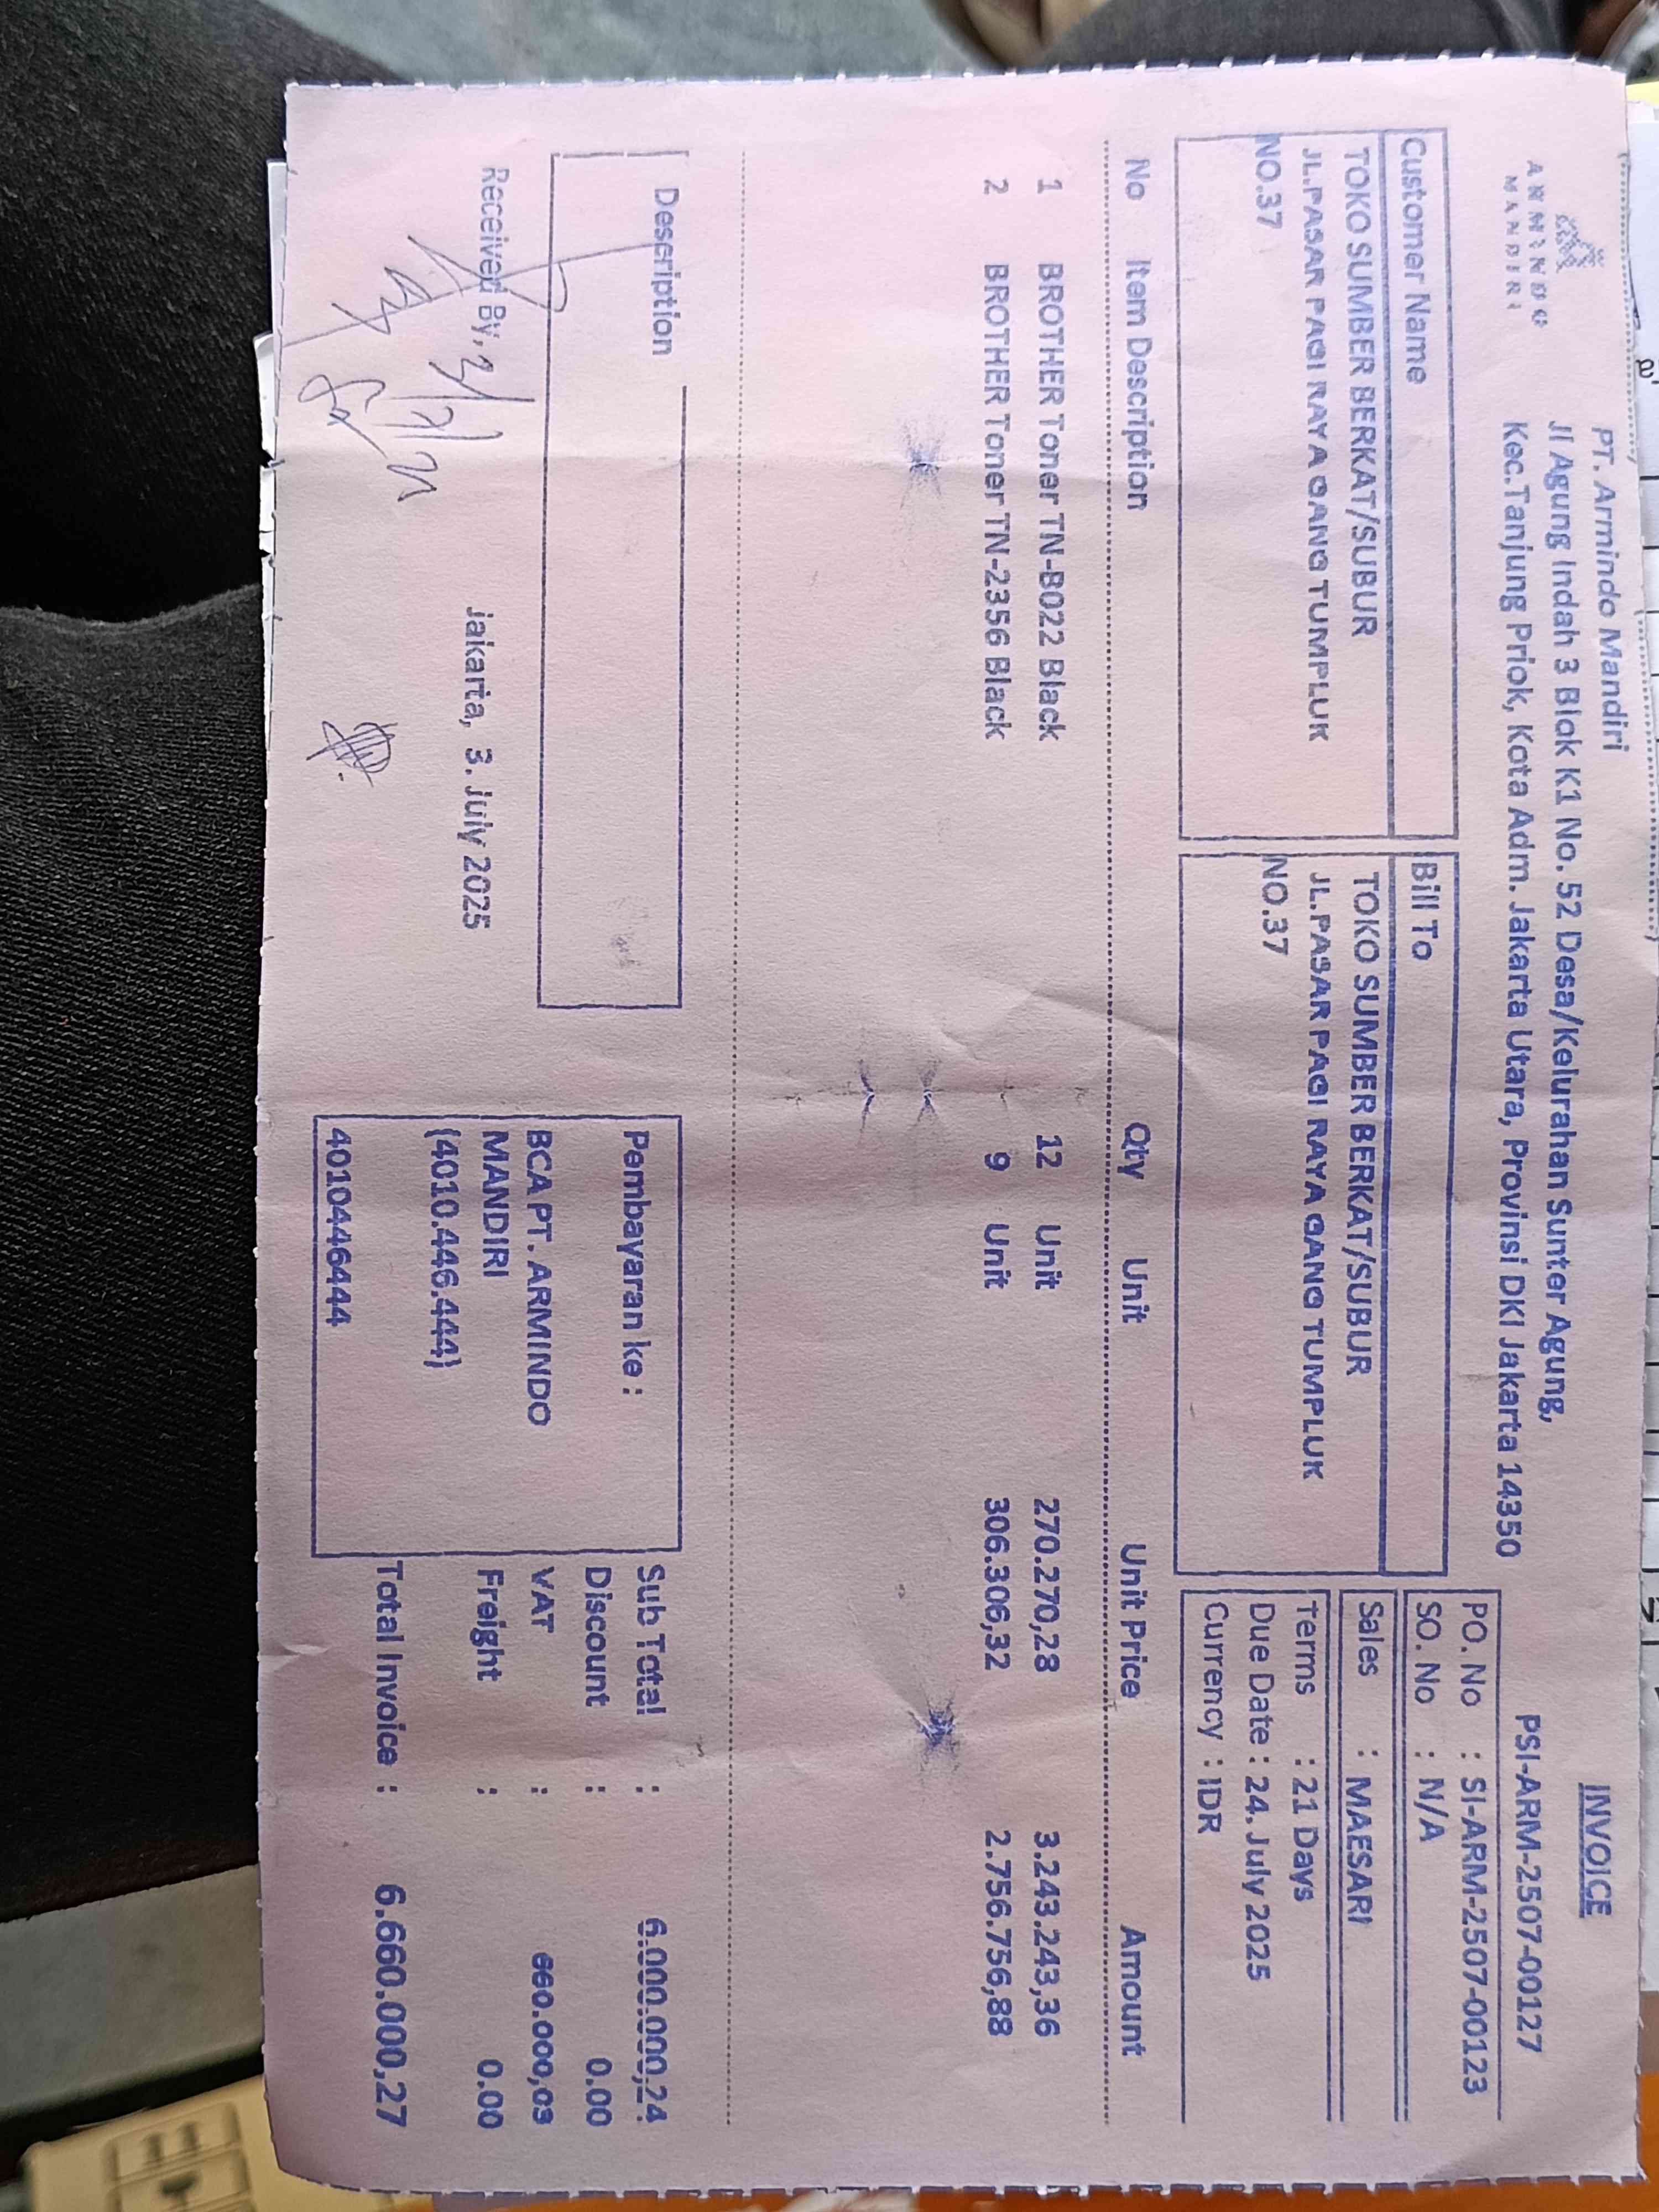 ARMINDO
MANDIRI
PT. Armindo Mandiri
Jl Agung Indah 3 Blok K1 No. 52 Desa/Kelurahan Sunter Agung,
Kec.Tanjung Priok, Kota Adm. Jakarta Utara, Provinsi DKI Jakarta 14350
INVOICE
PSI-ARM-2507-00127
Customer Name
TOKO SUMBER BERKAT/SUBUR
JL.PASAR PAGI RAYA GANG TUMPLUK
NO.37
Bill To
TOKO SUMBER BERKAT/SUBUR
JL.PASAR PAGI RAYA GANG TUMPLUK
NO.37
PO. No : SI-ARM-2507-00123
SO. No : N/A
Sales : MAESARI
Terms : 21 Days
Due Date : 24. July 2025
Currency : IDR
No Item Description Qty Unit Unit Price Amount
1 BROTHER Toner TN-B022 Black 12 Unit 270.270,28 3.243.243,36
2 BROTHER Toner TN-2356 Black 9 Unit 306.306,32 2.756.756,88
Description
Received By,
Jakarta, 3. July 2025
Pembayaran ke :
BCA PT. ARMINDO
MANDIRI
(4010.446.444)
4010446444
Sub Total : 6.000.000,24
Discount : 0.00
VAT : 660.000,03
Freight : 0.00
Total Invoice : 6.660.000,27